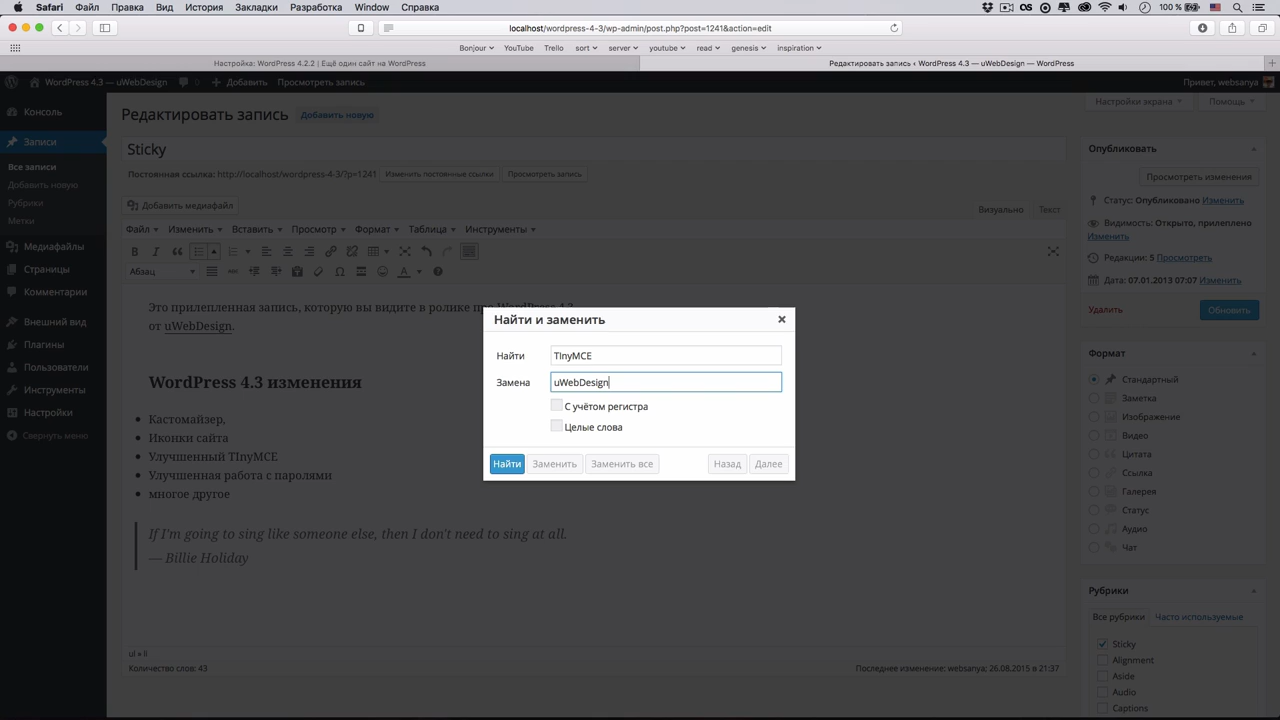 Safari Файл Правка Вид История Закладки Разработка Window Справка 100 %
localhost/wordpress-4-3/wp-admin/post.php?post=1241&action=edit
Bonjour YouTube Trello sort server youtube read genesis inspiration
Настройка: WordPress 4.2.2 | Ещё один сайт на WordPress
Редактировать запись ‹ WordPress 4.3 — uWebDesign — WordPress
WordPress 4.3 — uWebDesign 0 Добавить Просмотреть запись Привет, websanya
Консоль
Записи
Все записи
Добавить новую
Рубрики
Метки
Медиафайлы
Страницы
Комментарии
Внешний вид
Плагины
Пользователи
Инструменты
Настройки
Свернуть меню
Настройки экрана Помощь
Редактировать запись Добавить новую
Sticky
Постоянная ссылка: http://localhost/wordpress-4-3/?p=1241 Изменить постоянные ссылки Просмотреть запись
Добавить медиафайл Визуально Текст
Файл Изменить Вставить Просмотр Формат Таблица Инструменты
B I ABC
Абзац
Это прилепленная запись, которую вы видите в ролике про WordPress 4.3
от uWebDesign.
WordPress 4.3 изменения
Кастомайзер,
Иконки сайта
Улучшенный TInyMCE
Улучшенная работа с паролями
многое другое
If I'm going to sing like someone else, then I don't need to sing at all.
— Billie Holiday
ul » li
Количество слов: 43 Последнее изменение: websanya; 26.08.2015 в 21:37
Найти и заменить
Найти TInyMCE
Замена uWebDesign
С учётом регистра
Целые слова
Найти Заменить Заменить все Назад Далее
Опубликовать
Просмотреть изменения
Статус: Опубликовано Изменить
Видимость: Открыто, прилеплено
Изменить
Редакции: 5 Просмотреть
Дата: 07.01.2013 07:07 Изменить
Удалить Обновить
Формат
Стандартный
Заметка
Изображение
Видео
Цитата
Ссылка
Галерея
Статус
Аудио
Чат
Рубрики
Все рубрики Часто используемые
Sticky
Alignment
Aside
Audio
Captions